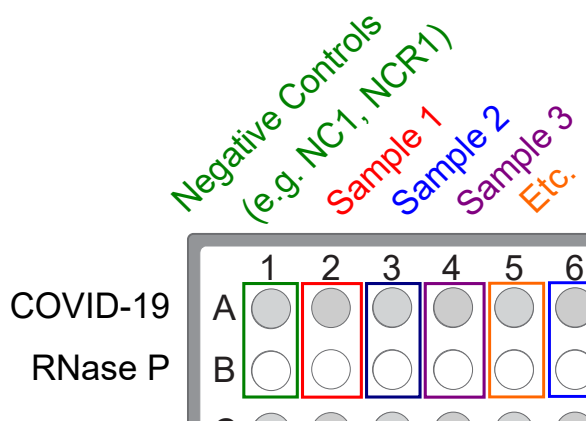 Negative Controls
(e.g. NC1, NCR1)
Sample 1
Sample 2
Sample 3
Etc.
1 2 3 4 5 6
COVID-19 A
RNase P B